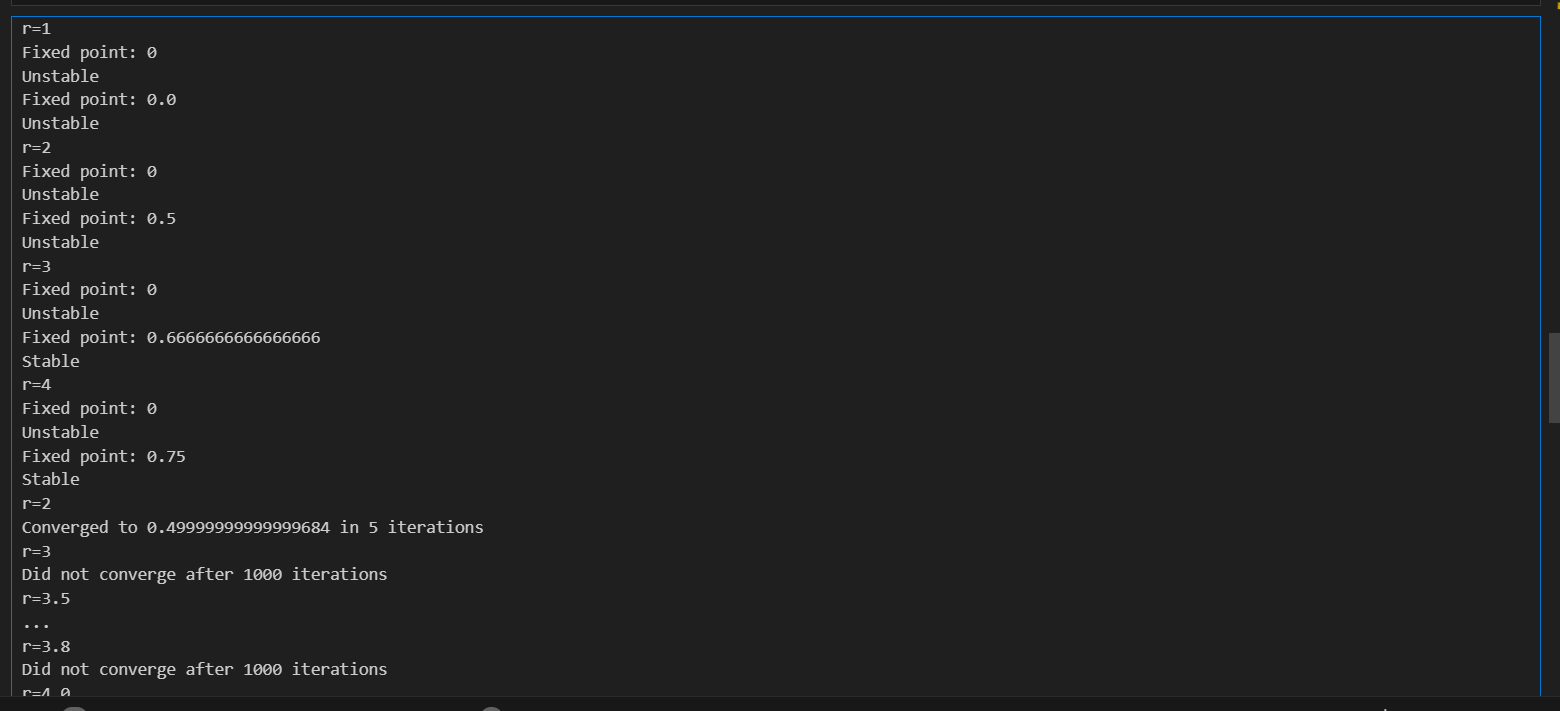 r=1
Fixed point: 0
Unstable
Fixed point: 0.0
Unstable
r=2
Fixed point: 0
Unstable
Fixed point: 0.5
Unstable
r=3
Fixed point: 0
Unstable
Fixed point: 0.6666666666666666
Stable
r=4
Fixed point: 0
Unstable
Fixed point: 0.75
Stable
r=2
Converged to 0.49999999999999684 in 5 iterations
r=3
Did not converge after 1000 iterations
r=3.5
...
r=3.8
Did not converge after 1000 iterations
r=4.0